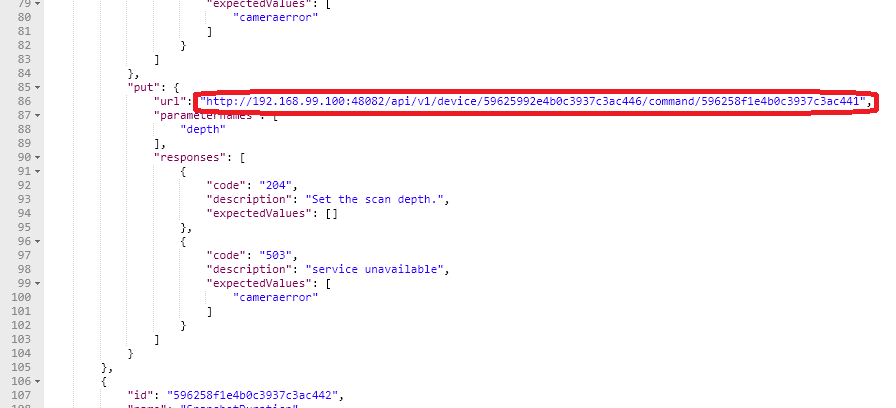 79 "expectedValues": [
80 "cameraerror"
81 ]
82 }
83 ]
84 },
85 "put": {
86 "url": "http://192.168.99.100:48082/api/v1/device/59625992e4b0c3937c3ac446/command/596258f1e4b0c3937c3ac441",
87 "parameterNames": [
88 "depth"
89 ],
90 "responses": [
91 {
92 "code": "204",
93 "description": "Set the scan depth.",
94 "expectedValues": []
95 },
96 {
97 "code": "503",
98 "description": "service unavailable",
99 "expectedValues": [
100 "cameraerror"
101 ]
102 }
103 ]
104 }
105 },
106 {
107 "id": "596258f1e4b0c3937c3ac442",
108 "name": "SnapshotDuration",